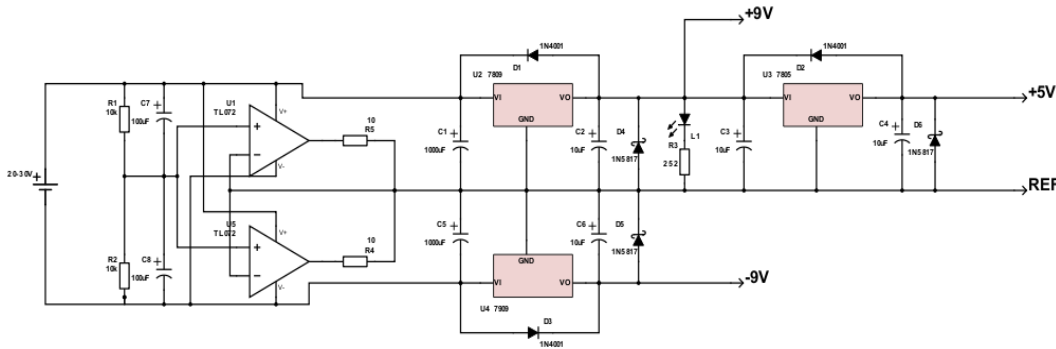 +9V
1N4001
D1
1N4001
D2
U2 7809
U3 7805
VI
VO
GND
VI
VO
GND
+5V
R1
10k
C7
100uF
U1
TL072
V+
V-
10
R5
C1
1000uF
C2
10uF
D4
1N5817
L1
R3
252
C3
10uF
C4
10uF
D6
1N5817
20-30V
REF
R2
10k
C8
100uF
U5
TL072
V+
V-
10
R4
C5
1000uF
C6
10uF
D5
1N5817
GND
VI
VO
U4 7909
-9V
D3
1N4001